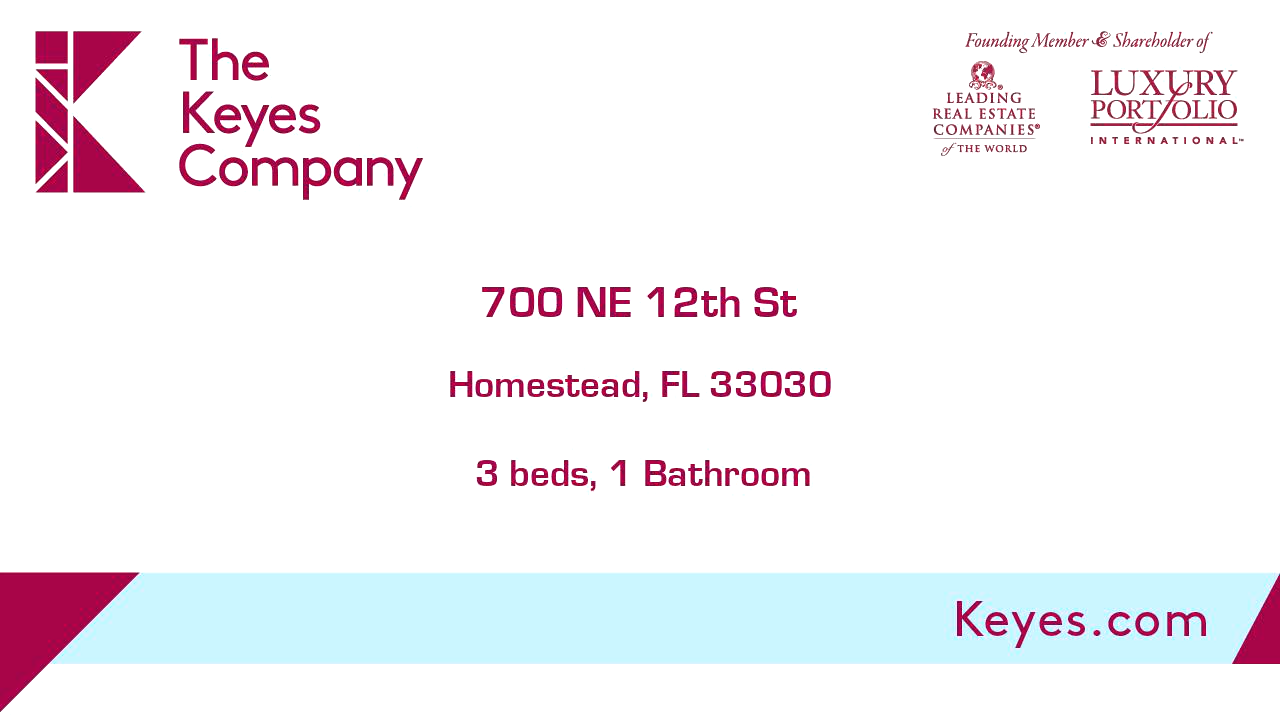 The
Keyes
Company
Founding Member & Shareholder of
LEADING
REAL ESTATE
COMPANIES®
of THE WORLD
LUXURY
PORTFOLIO
INTERNATIONAL™
700 NE 12th St
Homestead, FL 33030
3 beds, 1 Bathroom
Keyes.com